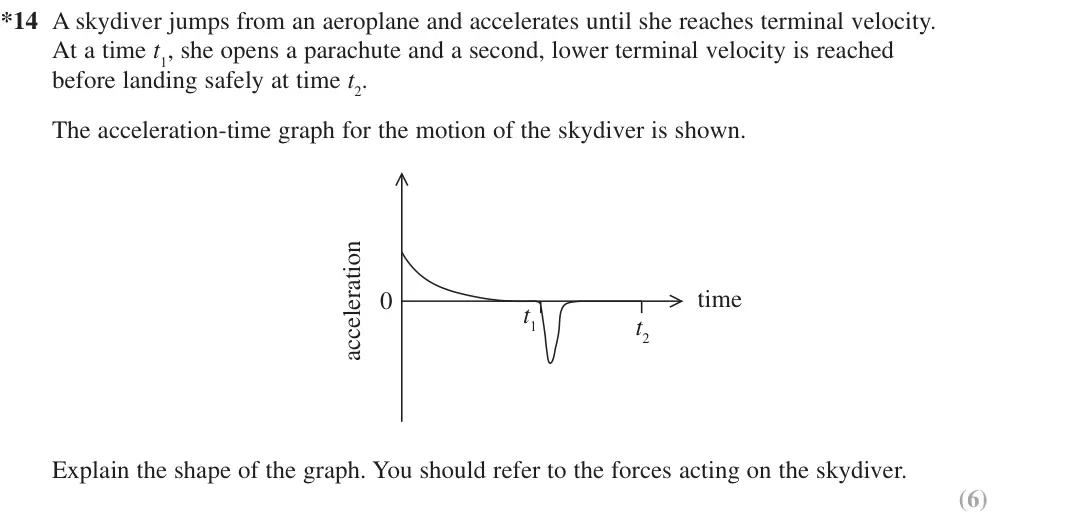 *14 A skydiver jumps from an aeroplane and accelerates until she reaches terminal velocity.
At a time t₁, she opens a parachute and a second, lower terminal velocity is reached
before landing safely at time t₂.
The acceleration-time graph for the motion of the skydiver is shown.
acceleration
0
t₁
t₂
time
Explain the shape of the graph. You should refer to the forces acting on the skydiver.
(6)